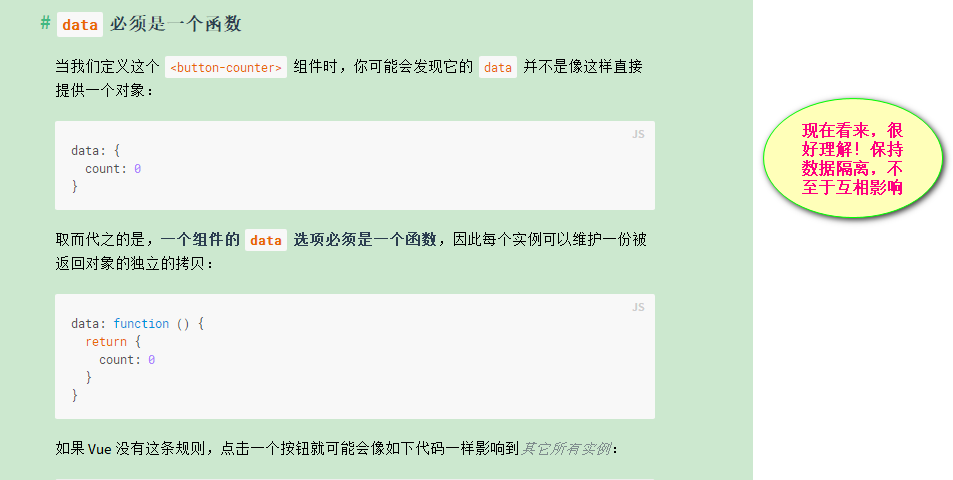 # data 必须是一个函数
当我们定义这个 <button-counter> 组件时，你可能会发现它的 data 并不是像这样直接
提供一个对象：
JS
data: {
  count: 0
}
取而代之的是，一个组件的 data 选项必须是一个函数，因此每个实例可以维护一份被
返回对象的独立的拷贝：
JS
data: function () {
  return {
    count: 0
  }
}
如果 Vue 没有这条规则，点击一个按钮就可能会像如下代码一样影响到其它所有实例：
现在看来，很
好理解！保持
数据隔离，不
至于互相影响